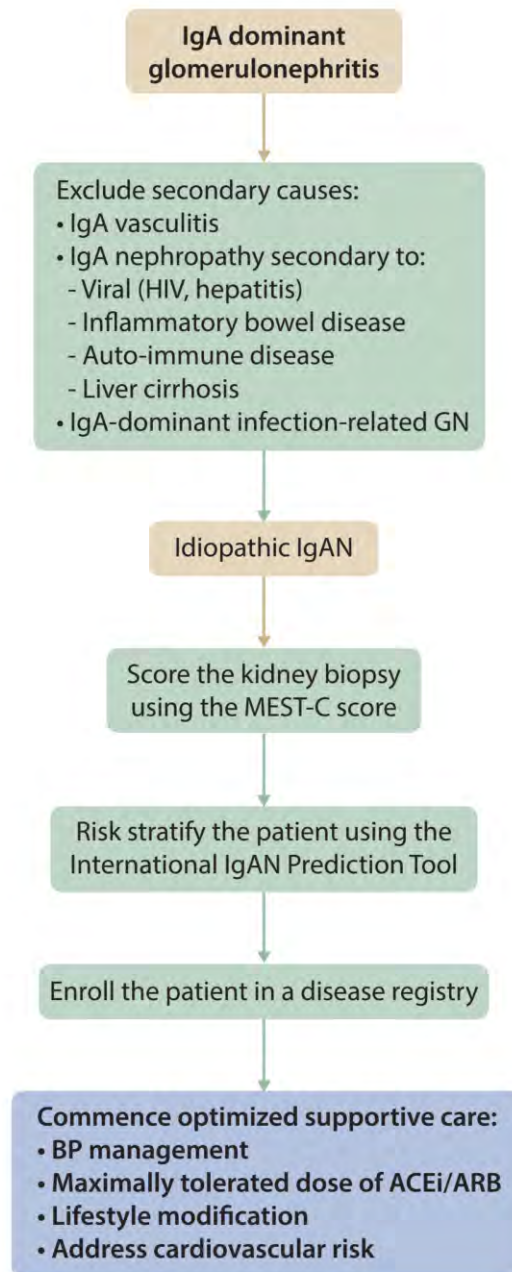 IgA dominant
glomerulonephritis
Exclude secondary causes:
• IgA vasculitis
• IgA nephropathy secondary to:
- Viral (HIV, hepatitis)
- Inflammatory bowel disease
- Auto-immune disease
- Liver cirrhosis
• IgA-dominant infection-related GN
Idiopathic IgAN
Score the kidney biopsy
using the MEST-C score
Risk stratify the patient using the
International IgAN Prediction Tool
Enroll the patient in a disease registry
Commence optimized supportive care:
• BP management
• Maximally tolerated dose of ACEi/ARB
• Lifestyle modification
• Address cardiovascular risk